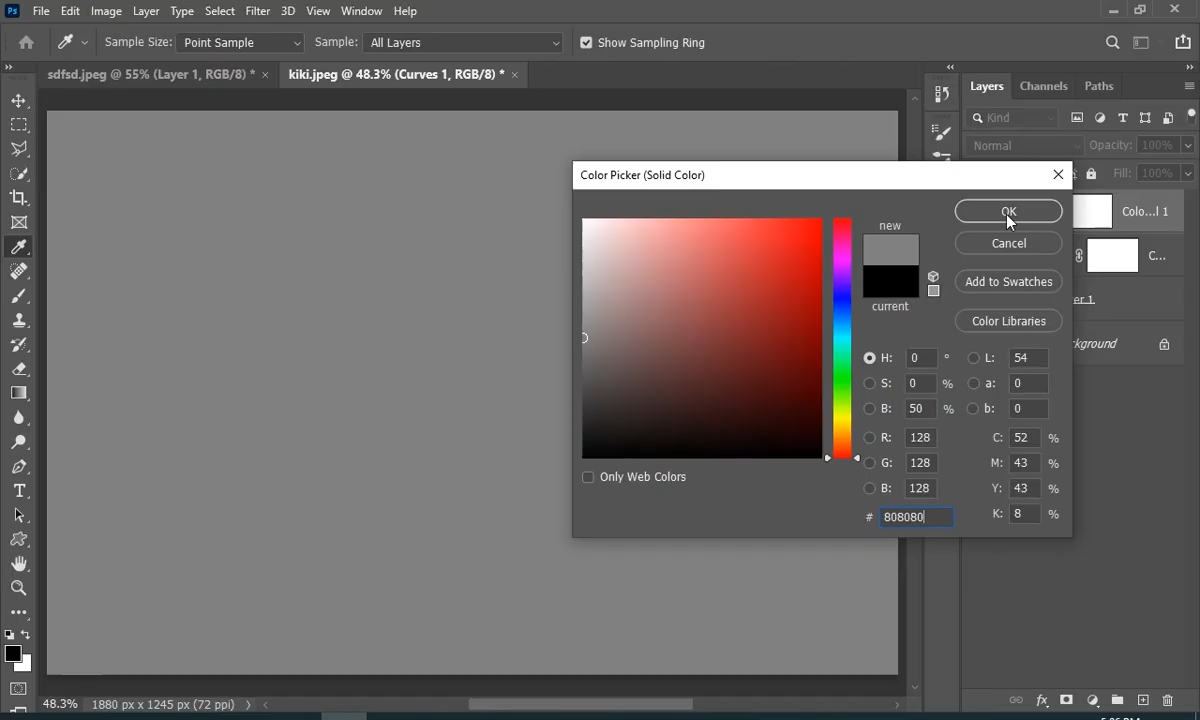 Ps File Edit Image Layer Type Select Filter 3D View Window Help
Sample Size: Point Sample Sample: All Layers Show Sampling Ring
sdfsd.jpeg @ 55% (Layer 1, RGB/8) * × kiki.jpeg @ 48.3% (Curves 1, RGB/8) * ×
Layers Channels Paths
Kind
Normal Opacity: 100%
Fill: 100%
Colo...l 1
C...
er 1
kground
Color Picker (Solid Color)
new
current
OK
Cancel
Add to Swatches
Color Libraries
H: 0 ° L: 54
S: 0 % a: 0
B: 50 % b: 0
R: 128 C: 52 %
G: 128 M: 43 %
B: 128 Y: 43 %
# 808080 K: 8 %
Only Web Colors
48.3% 1880 px x 1245 px (72 ppi)